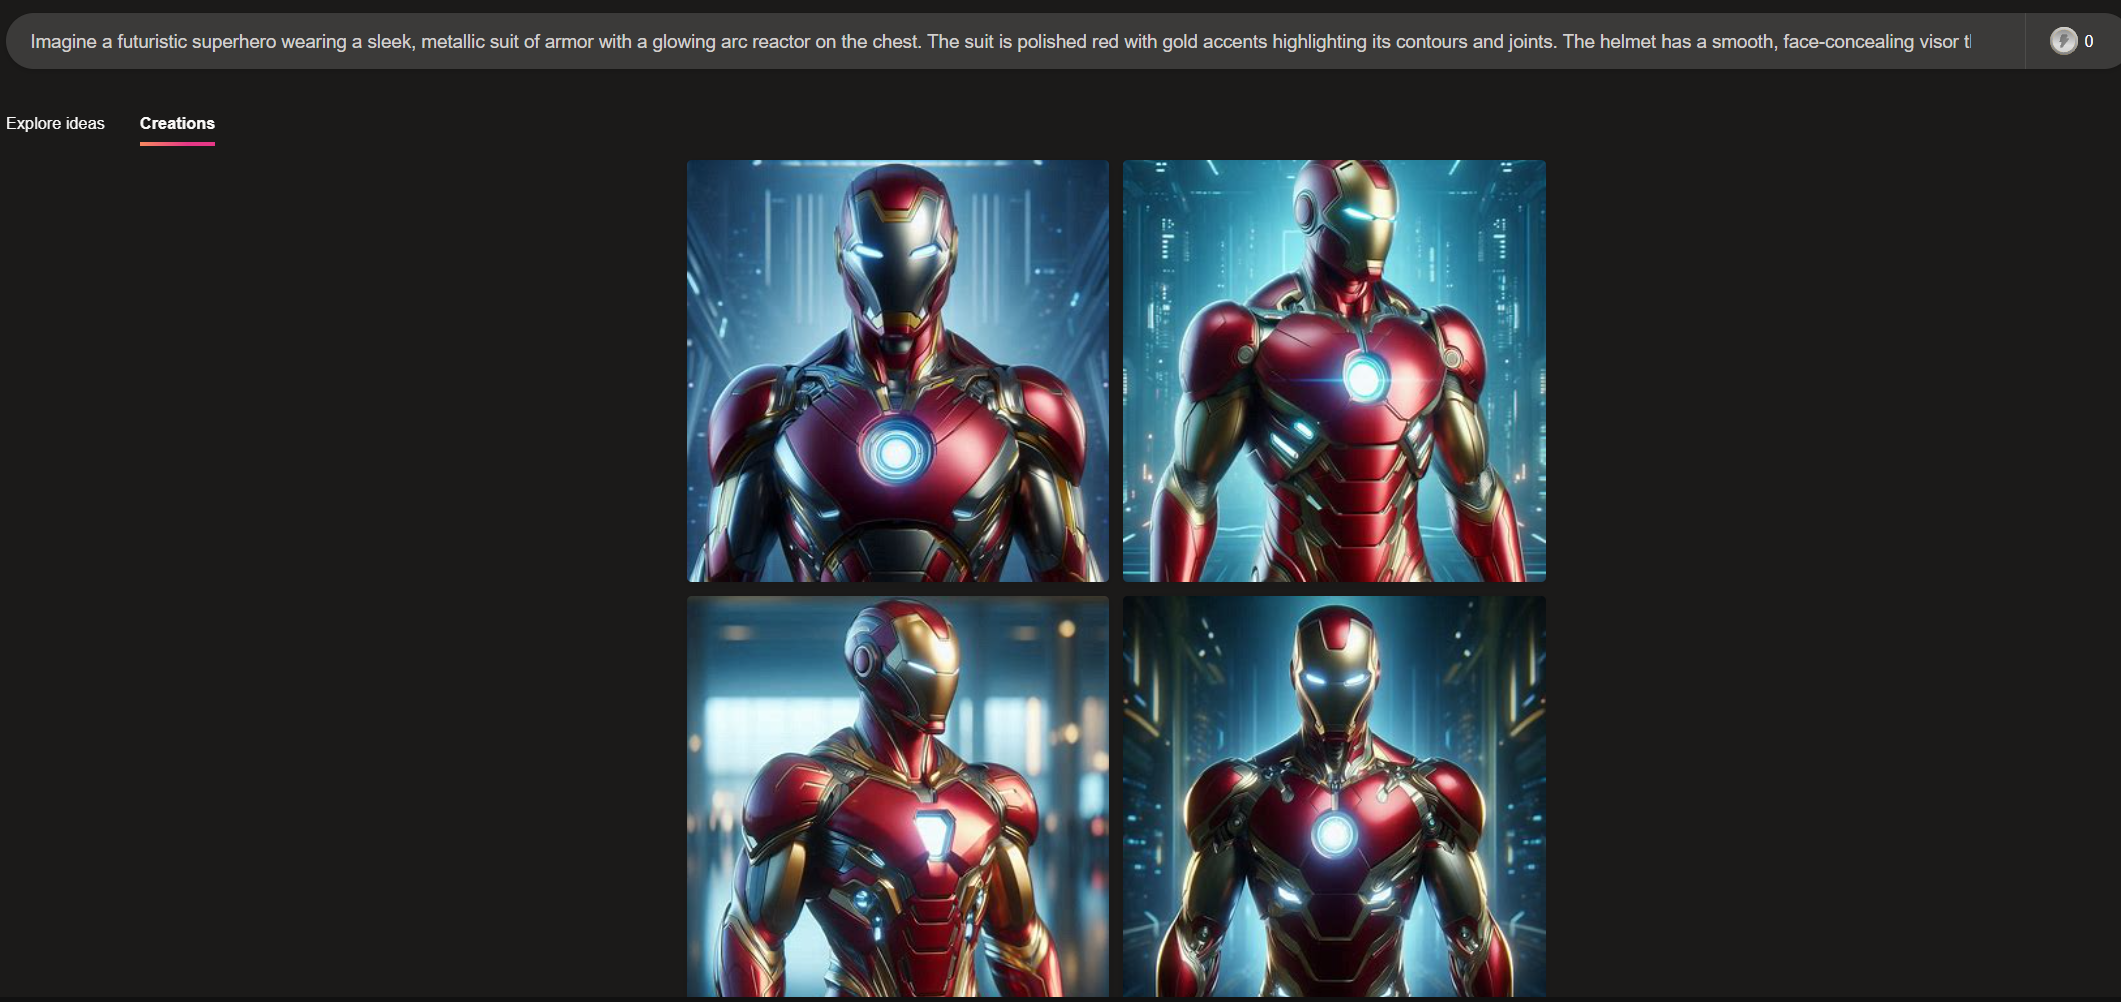 Imagine a futuristic superhero wearing a sleek, metallic suit of armor with a glowing arc reactor on the chest. The suit is polished red with gold accents highlighting its contours and joints. The helmet has a smooth, face-concealing visor
0
Explore ideas
Creations